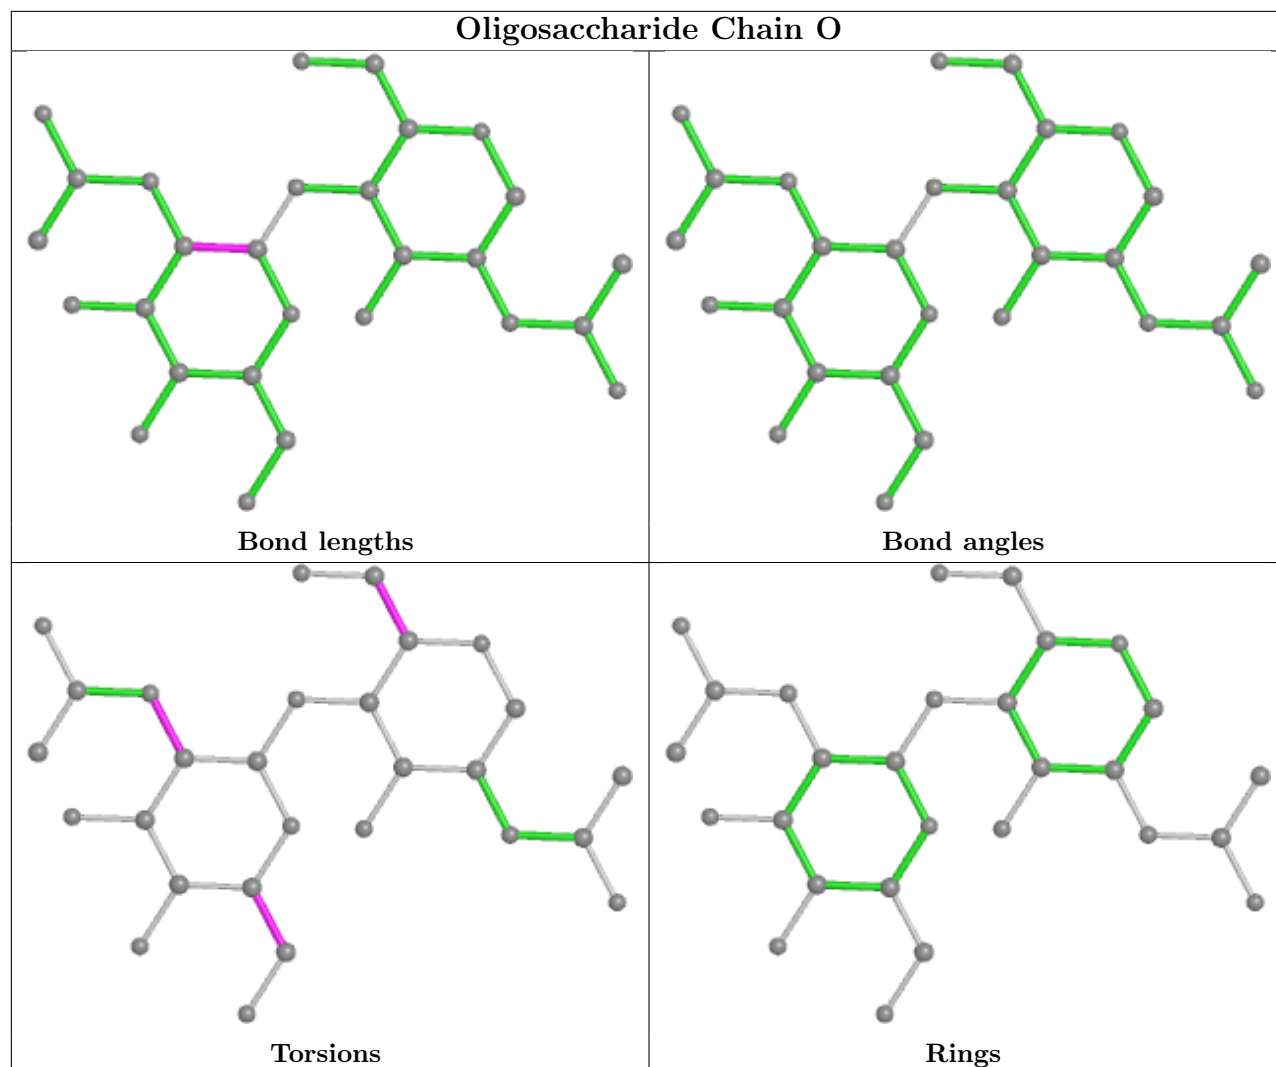 Oligosaccharide Chain O
Bond lengths
Bond angles
Torsions
Rings